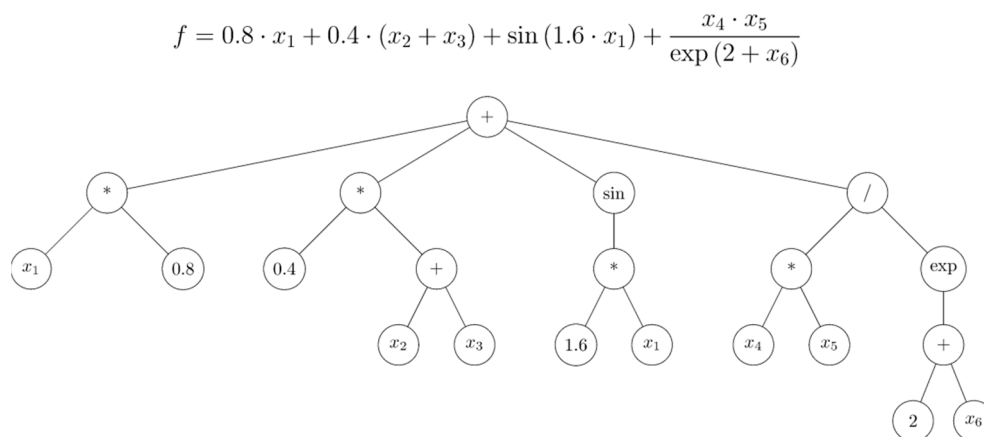 f = 0.8 · x₁ + 0.4 · (x₂ + x₃) + sin (1.6 · x₁) + x₄ · x₅ / exp (2 + x₆)
+
* * sin /
x₁ 0.8 0.4 + * * exp
x₂ x₃ 1.6 x₁ x₄ x₅ +
2 x₆